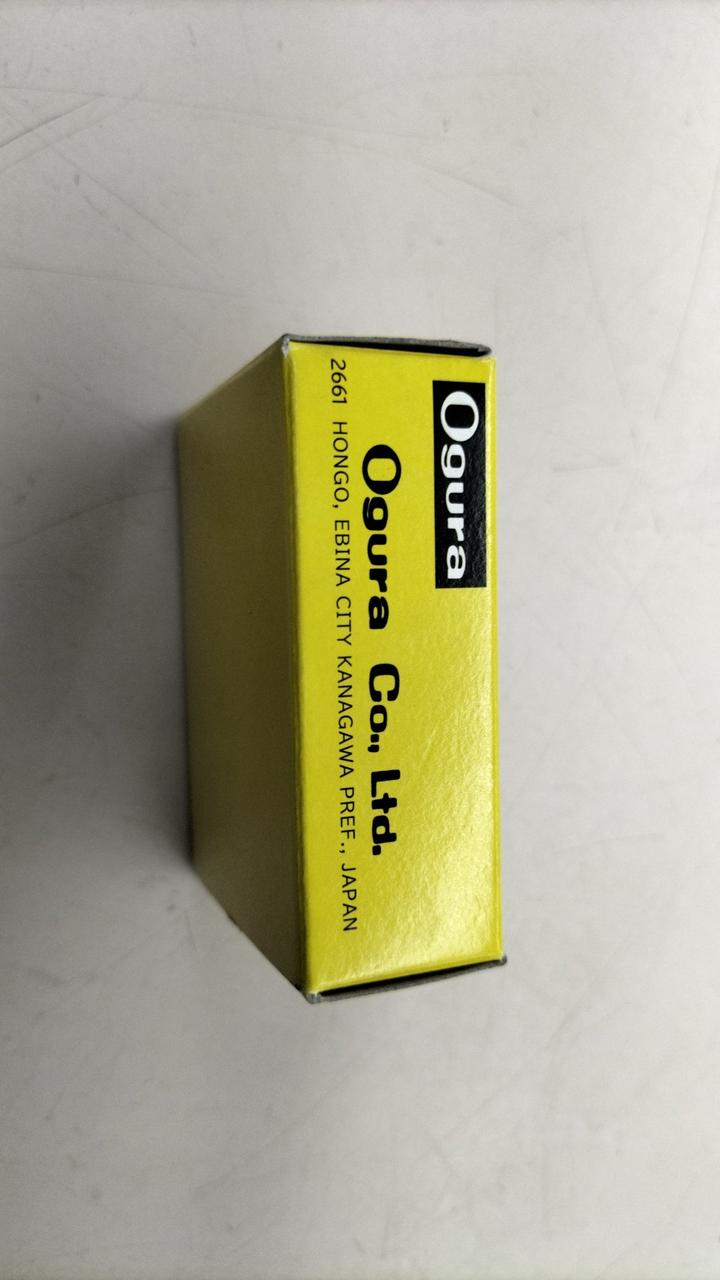 Ogura
Ogura Co., Ltd.
2661 HONGO, EBINA CITY KANAGAWA PREF., JAPAN